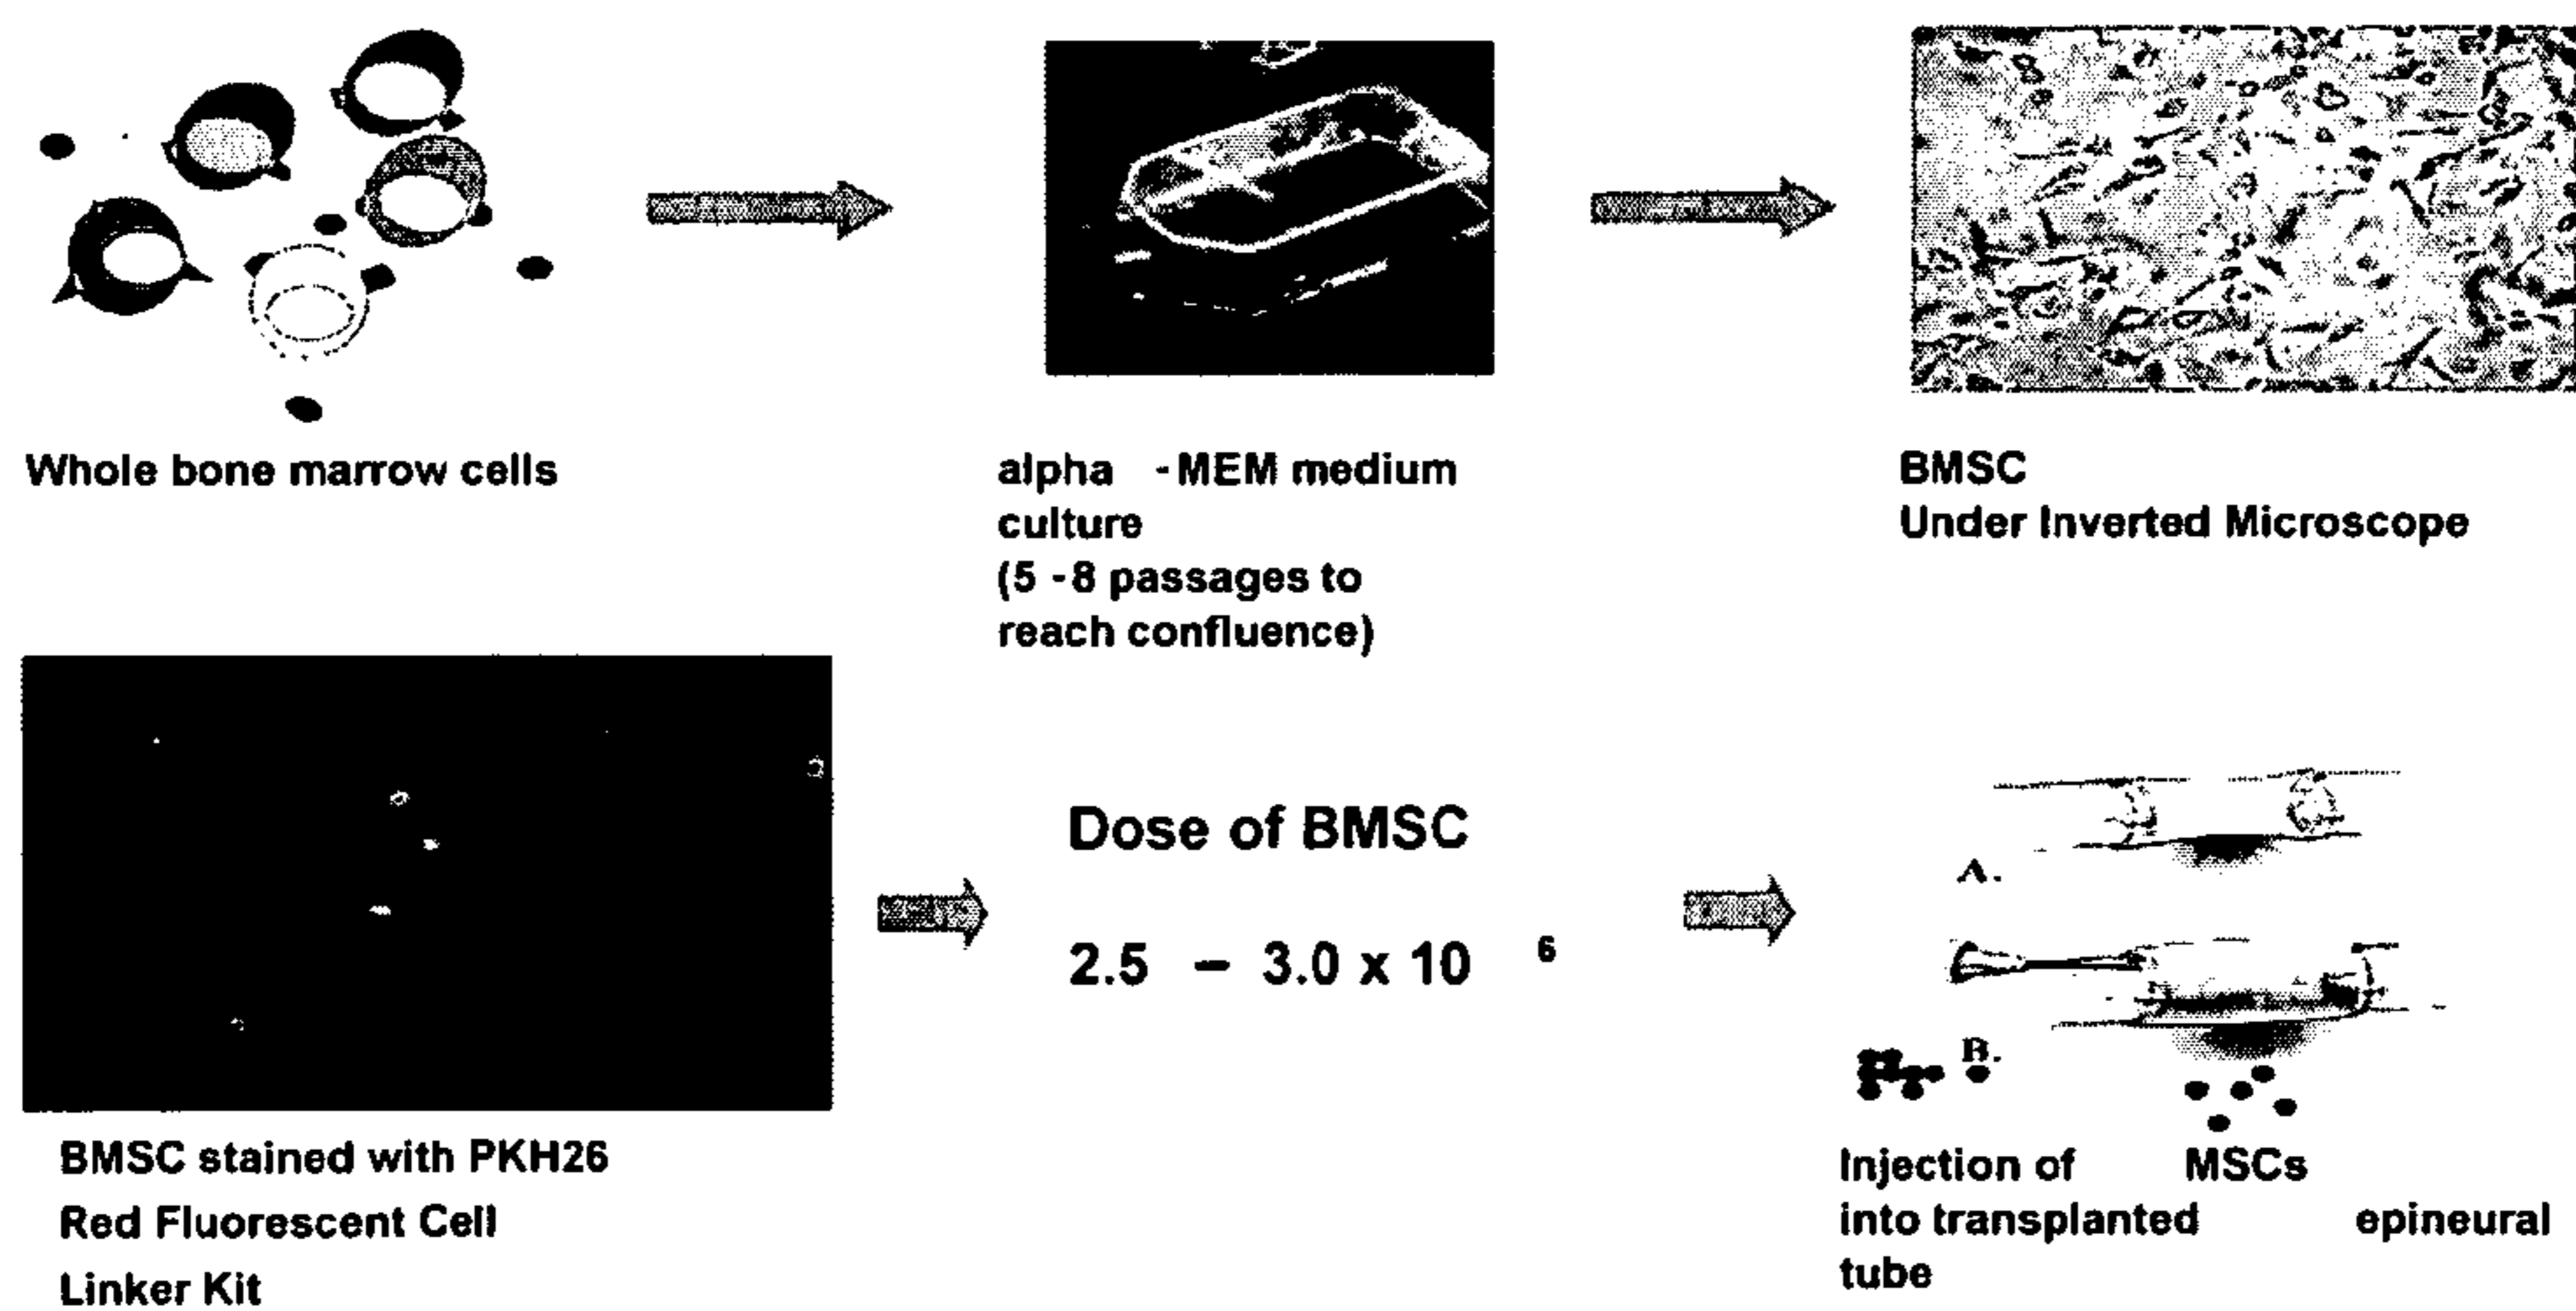 Whole bone marrow cells
alpha -MEM medium
culture
(5 -8 passages to
reach confluence)
BMSC
Under Inverted Microscope
BMSC stained with PKH26
Red Fluorescent Cell
Linker Kit
Dose of BMSC
2.5 – 3.0 x 10 6
A.
B.
Injection of MSCs
into transplanted epineural
tube